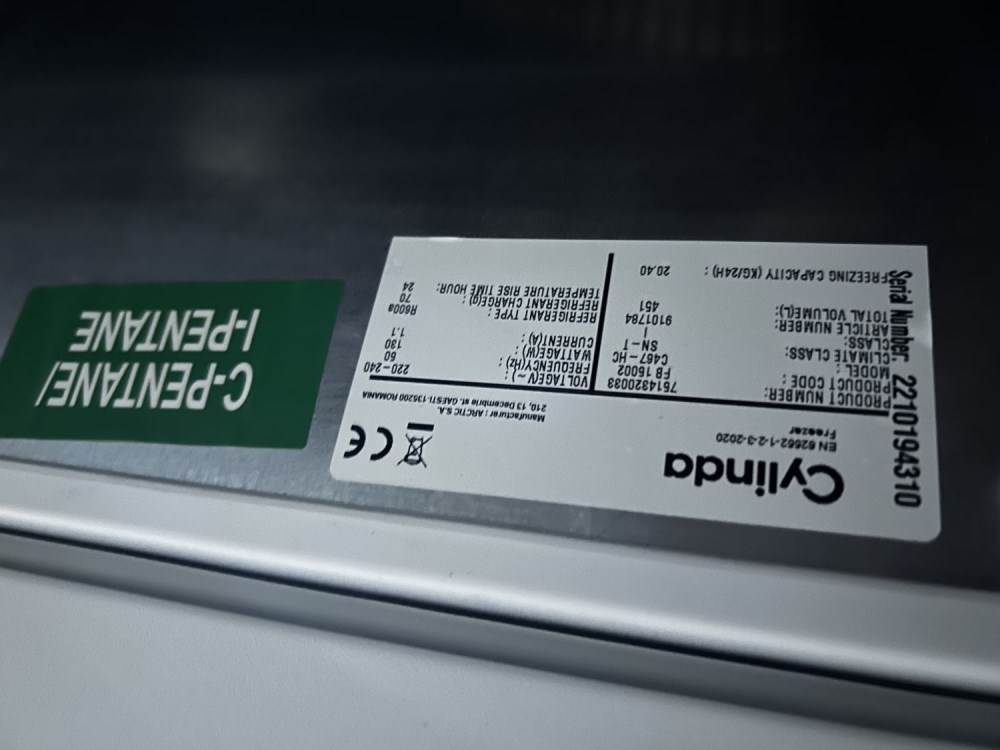 Cylinda
EN 62552-1-2-3-2020
Freezer
Manufacturer : ARCTIC S.A.
210, 13 Decembrie st. GAESTI-135200 ROMANIA
PRODUCT NUMBER: 7514320033
PRODUCT CODE : FB 15002
MODEL : C467-HC
CLIMATE CLASS: SN-T
CLASS: I
ARTICLE NUMBER: 9101784
TOTAL VOLUME(L): 451
FREEZING CAPACITY (KG/24H) : 20.40
VOLTAGE(V~) : 220-240
FREQUENCY(Hz) : 50
WATTAGE(W) : 130
CURRENT(A) : 1.1
REFRIGERANT TYPE : R600a
REFRIGERANT CHARGE(g) : 70
TEMPERATURE RISE TIME HOUR: 24
Serial Number. 2210194310
CE
C-PENTANE/
I-PENTANE